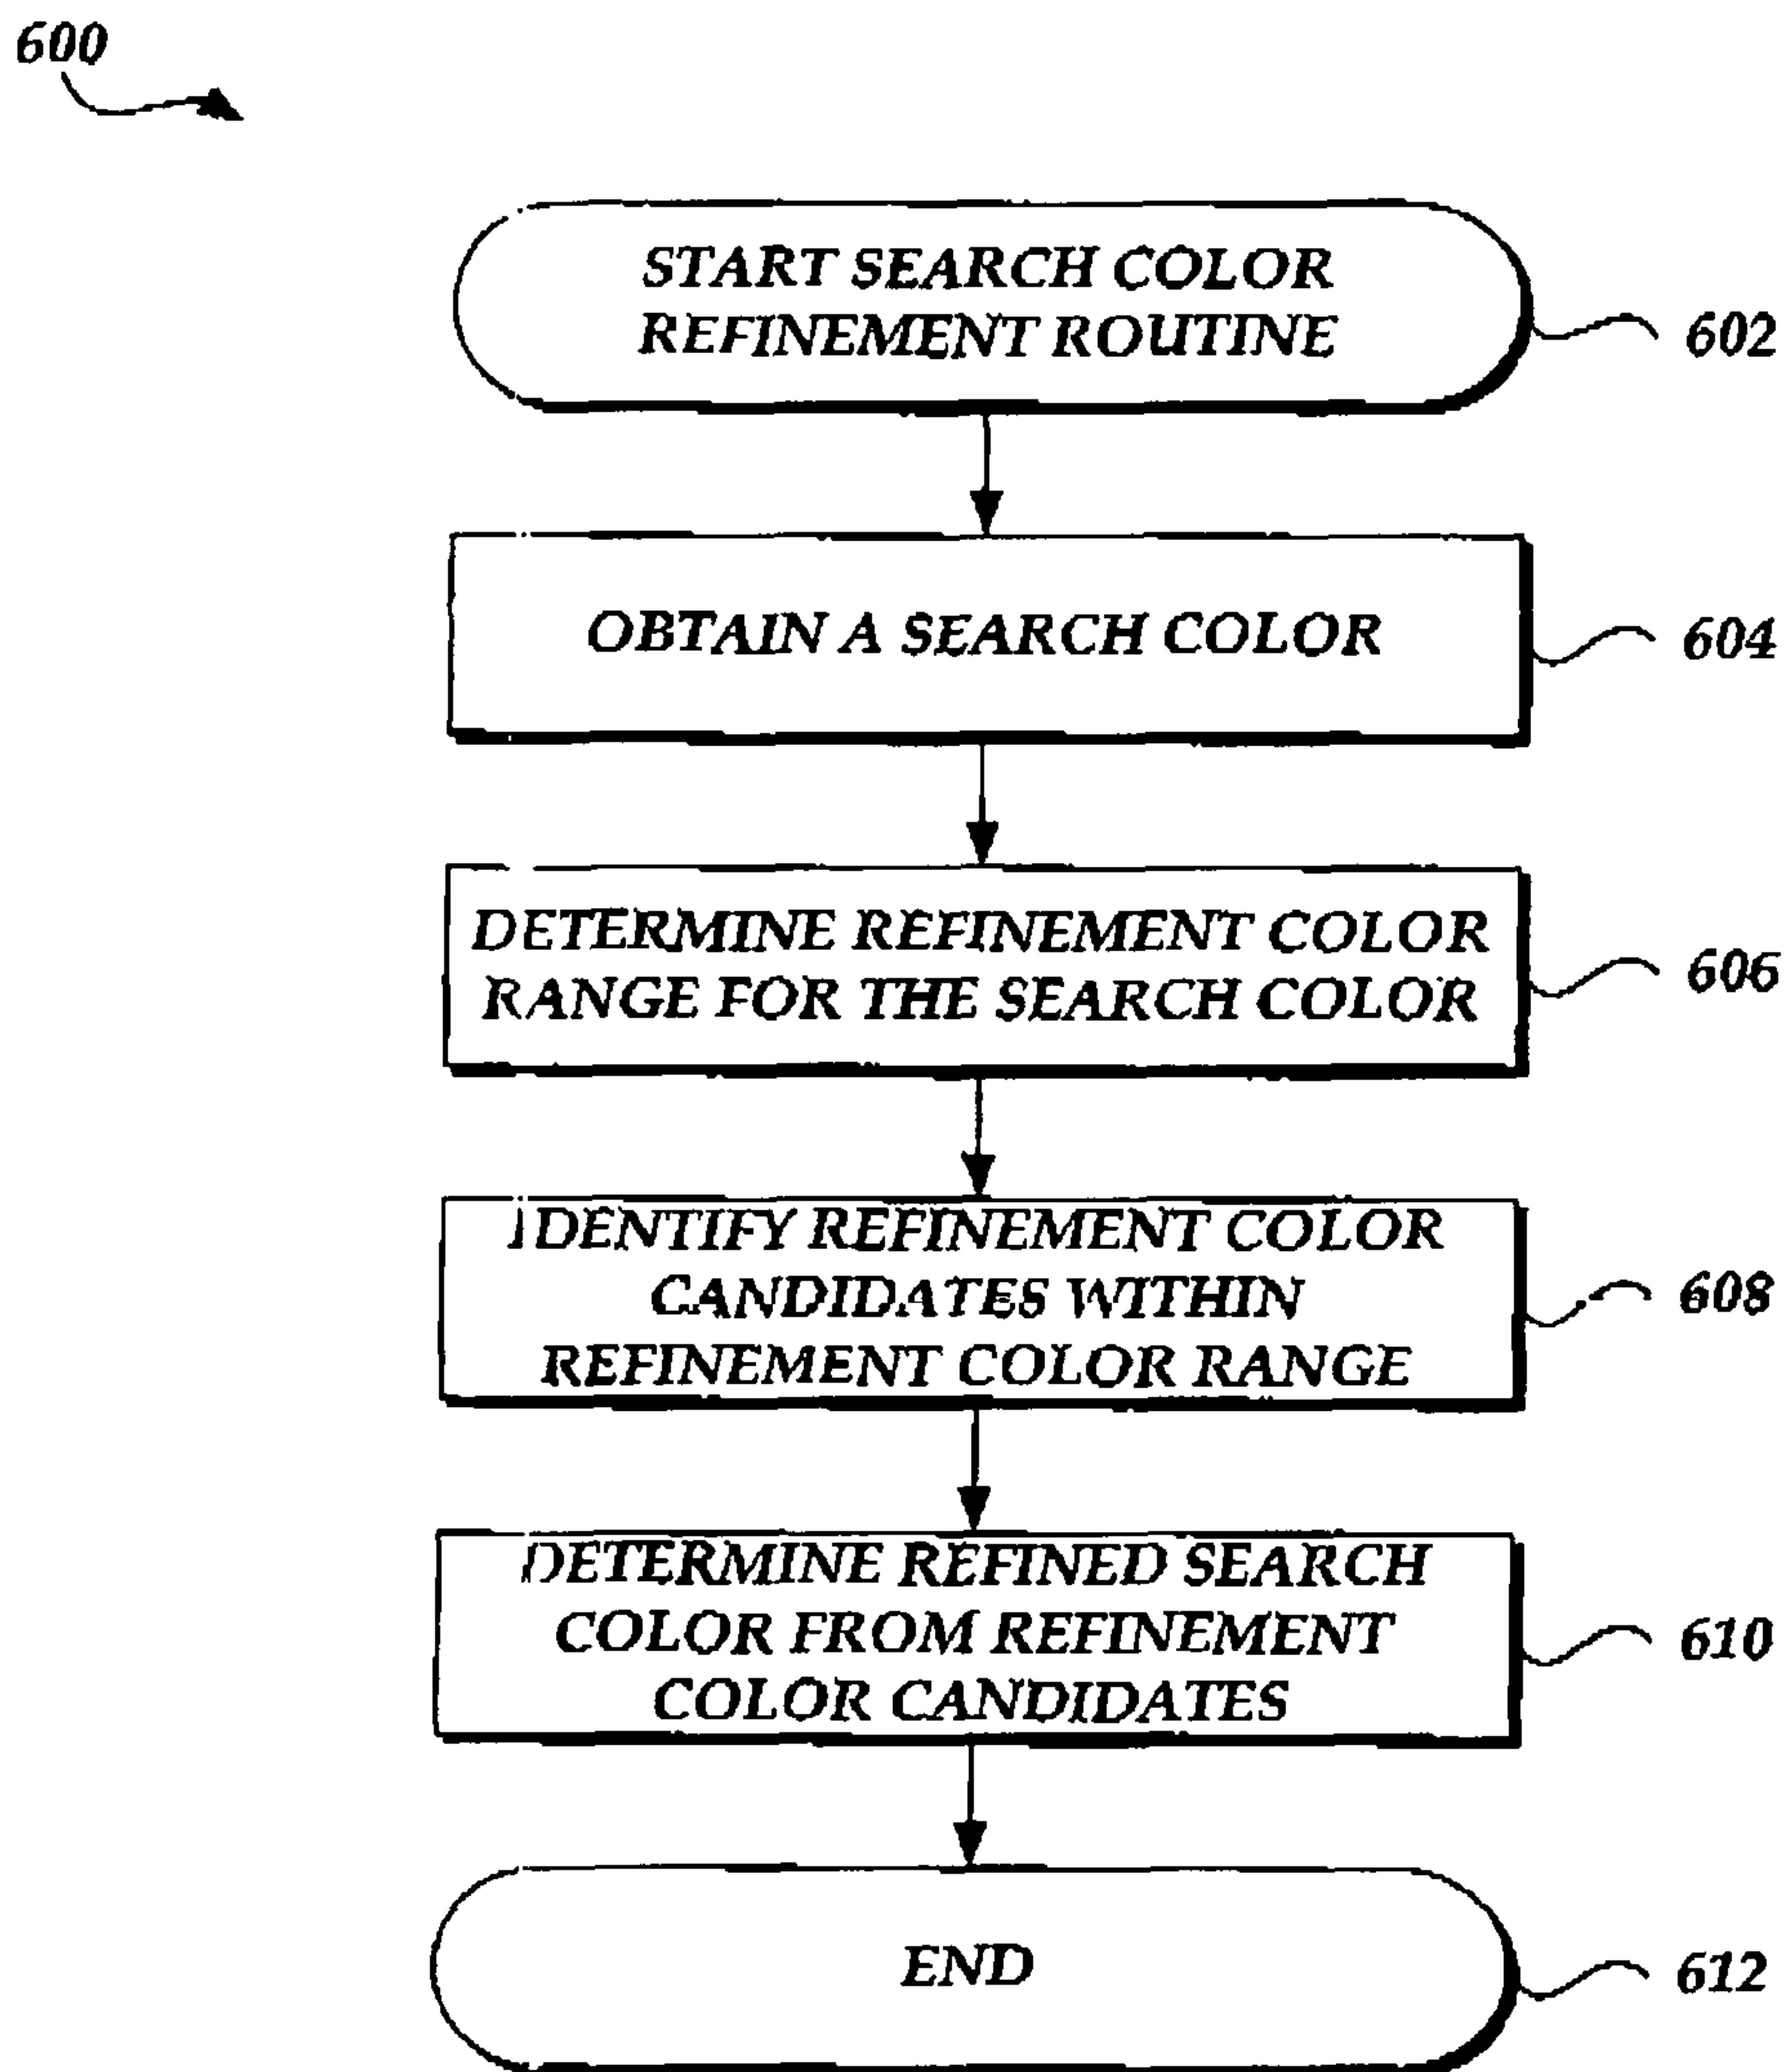 600
START SEARCH COLOR
REFINEMENT ROUTINE
602
OBTAIN A SEARCH COLOR
604
DETERMINE REFINEMENT COLOR
RANGE FOR THE SEARCH COLOR
606
IDENTIFY REFINEMENT COLOR
CANDIDATES WITHIN
REFINEMENT COLOR RANGE
608
DETERMINE REFINED SEARCH
COLOR FROM REFINEMENT
COLOR CANDIDATES
610
END
612